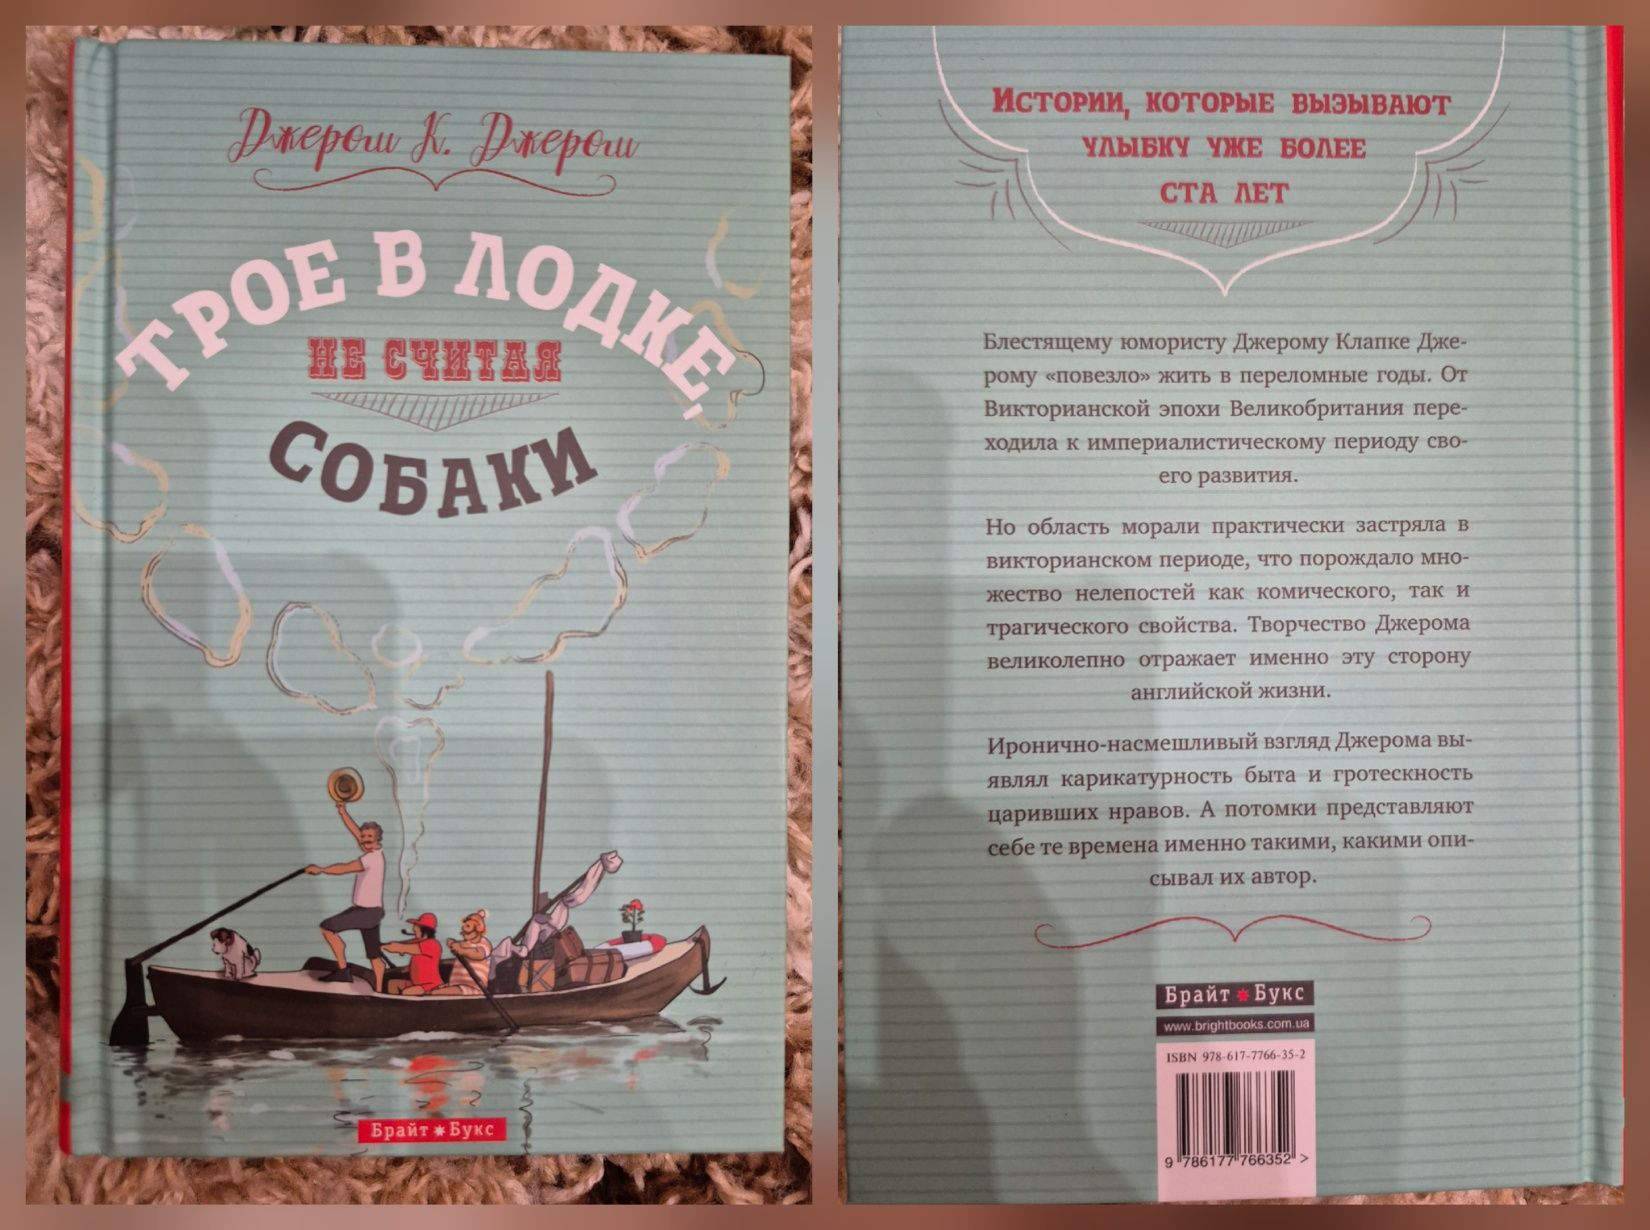 Джером К. Джером
ТРОЕ В ЛОДКЕ,
НЕ СЧИТАЯ
СОБАКИ
Брайт Букс
ИСТОРИИ, КОТОРЫЕ ВЫЗЫВАЮТ
УЛЫБКУ УЖЕ БОЛЕЕ
СТА ЛЕТ
Блестящему юмористу Джерому Клапке Дже-
рому «повезло» жить в переломные годы. От
Викторианской эпохи Великобритания пере-
ходила к империалистическому периоду сво-
его развития.
Но область морали практически застряла в
викторианском периоде, что порождало мно-
жество нелепостей как комического, так и
трагического свойства. Творчество Джерома
великолепно отражает именно эту сторону
английской жизни.
Иронично-насмешливый взгляд Джерома вы-
являл карикатурность быта и гротескность
царивших нравов. А потомки представляют
себе те времена именно такими, какими опи-
сывал их автор.
Брайт Букс
www.brightbooks.com.ua
ISBN 978-617-7766-35-2
9 786177 766352 >